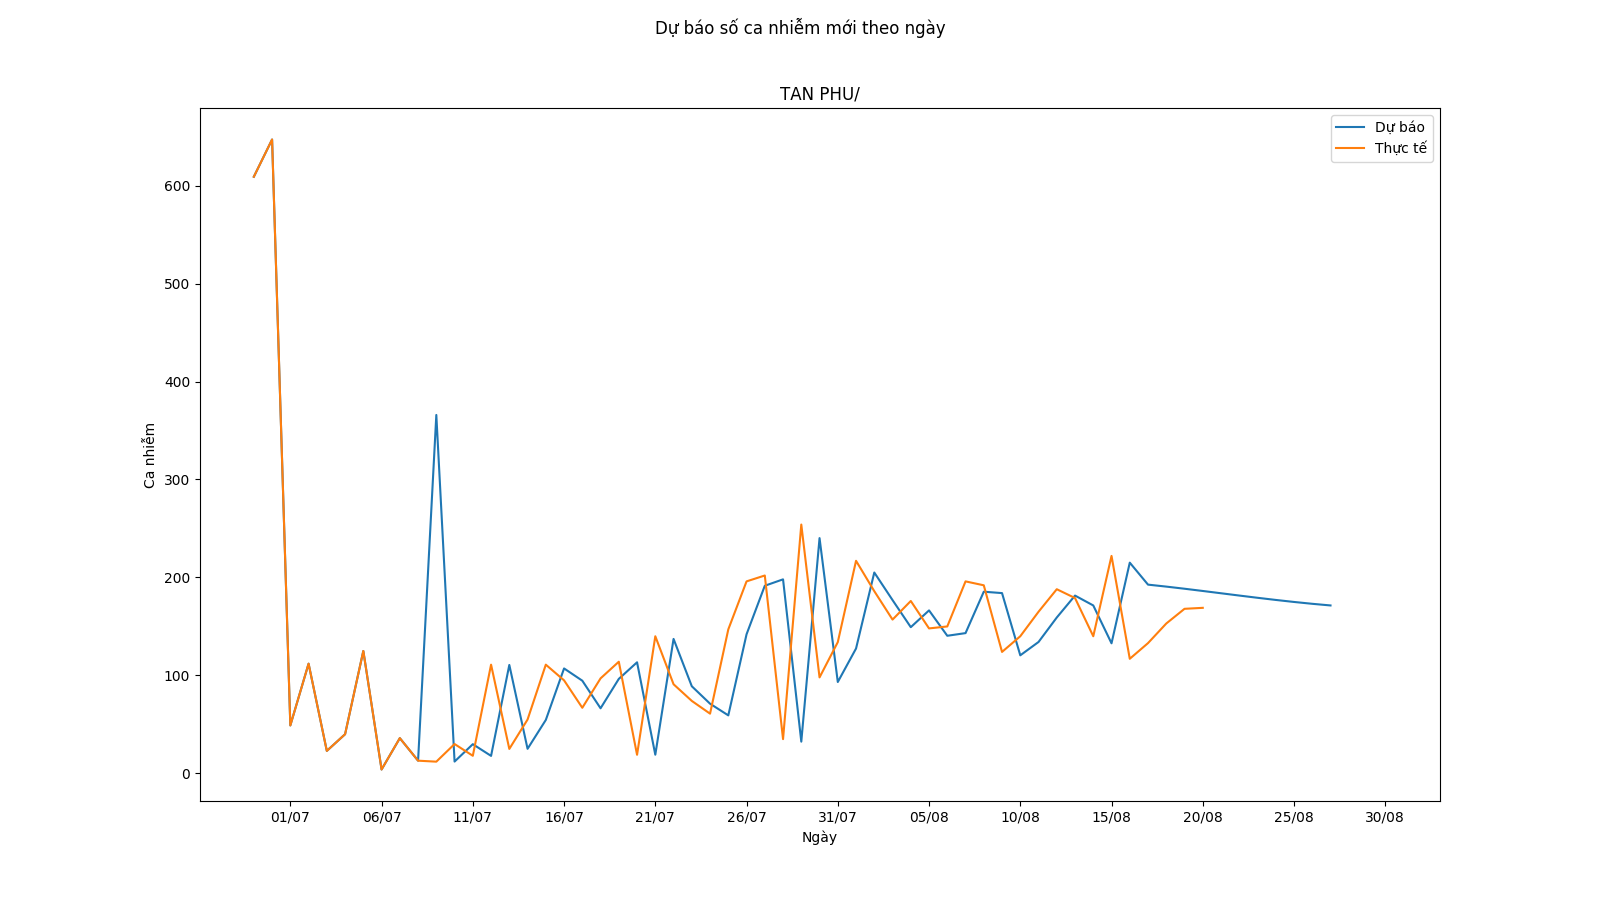 Dự báo số ca nhiễm mới theo ngày
TAN PHU/
Dự báo
Thực tế
600
500
400
300
200
100
0
Ca nhiễm
01/07 06/07 11/07 16/07 21/07 26/07 31/07 05/08 10/08 15/08 20/08 25/08 30/08
Ngày